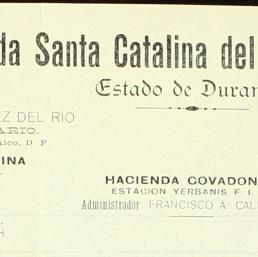 da Santa Catalina del
Estado de Duran
EZ DEL RIO
ARIO.
xico, D. F
INA
HACIENDA COVADON
ESTACION YERBANIS F. I.
Administrador FRANCISCO A. CAL